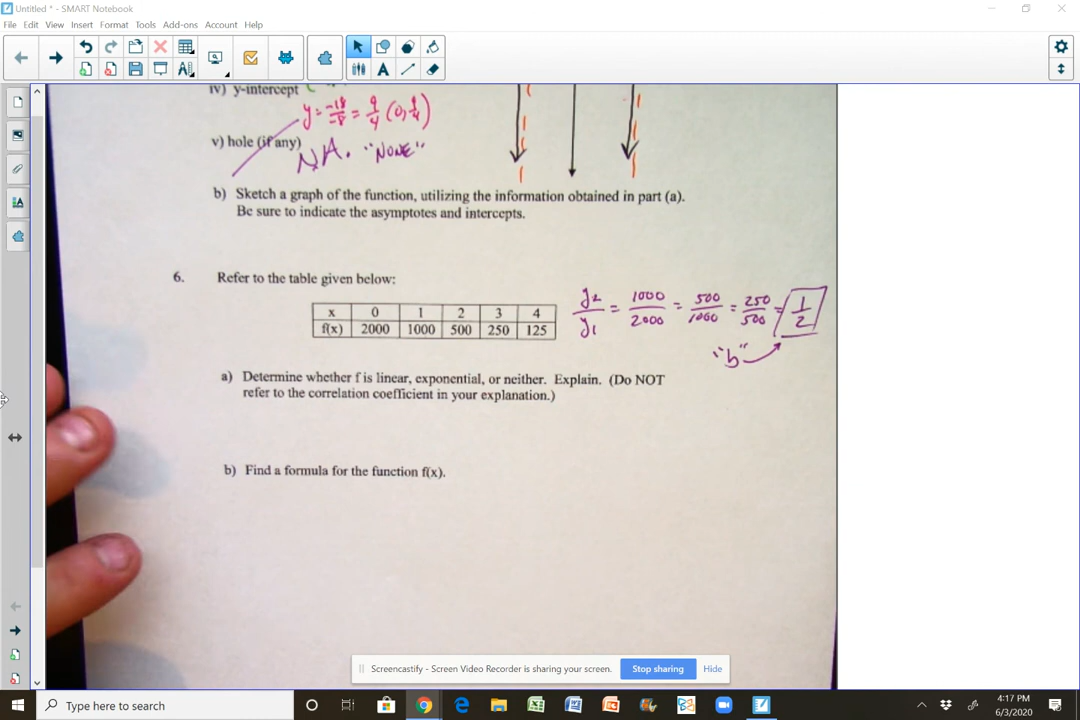 Untitled * - SMART Notebook
File Edit View Insert Format Tools Add-ons Account Help
iv) y-intercept
y = -18/-8 = 9/4 (0, 9/4)
v) hole (if any)
NA. "NONE"
b) Sketch a graph of the function, utilizing the information obtained in part (a).
Be sure to indicate the asymptotes and intercepts.
6. Refer to the table given below:
x 0 1 2 3 4
f(x) 2000 1000 500 250 125
y2/y1 = 1000/2000 = 500/1000 = 250/500 = 1/2
"b"
a) Determine whether f is linear, exponential, or neither. Explain. (Do NOT
refer to the correlation coefficient in your explanation.)
b) Find a formula for the function f(x).
Screencastify - Screen Video Recorder is sharing your screen. Stop sharing Hide
Type here to search
4:17 PM
6/3/2020